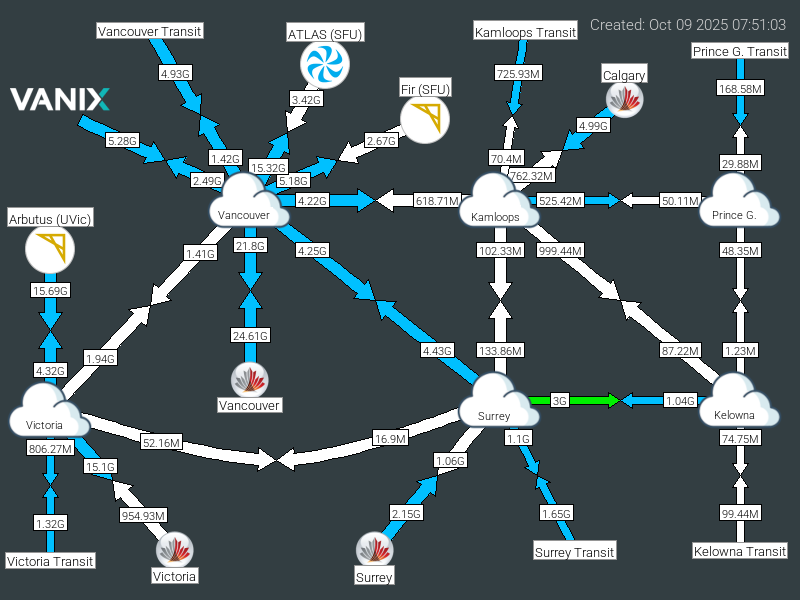 Created: Oct 09 2025 07:51:03
Vancouver Transit
ATLAS (SFU)
Kamloops Transit
Prince G. Transit
4.93G
725.93M
Calgary
168.58M
VANIX
3.42G
Fir (SFU)
4.99G
5.28G
2.67G
1.42G
15.32G
70.4M
29.88M
2.49G
5.18G
762.32M
4.22G
618.71M
525.42M
50.11M
Vancouver
Kamloops
Prince G.
Arbutus (UVic)
1.41G
21.8G
4.25G
102.33M
999.44M
48.35M
15.69G
24.61G
1.94G
4.43G
133.86M
87.22M
1.23M
4.32G
Vancouver
3G
1.04G
Victoria
Surrey
Kelowna
806.27M
52.16M
16.9M
1.1G
74.75M
15.1G
1.06G
1.32G
954.93M
2.15G
1.65G
99.44M
Victoria Transit
Victoria
Surrey
Surrey Transit
Kelowna Transit